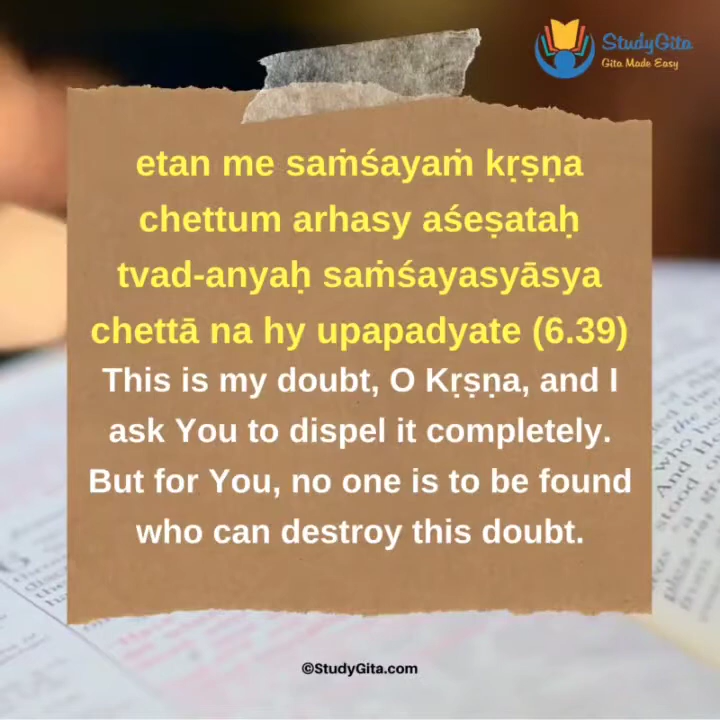 StudyGita
Gita Made Easy
etan me saṁśayaṁ kṛṣṇa
chettum arhasy aśeṣataḥ
tvad-anyaḥ saṁśayasyāsya
chettā na hy upapadyate (6.39)
This is my doubt, O Kṛṣṇa, and I
ask You to dispel it completely.
But for You, no one is to be found
who can destroy this doubt.
©StudyGita.com